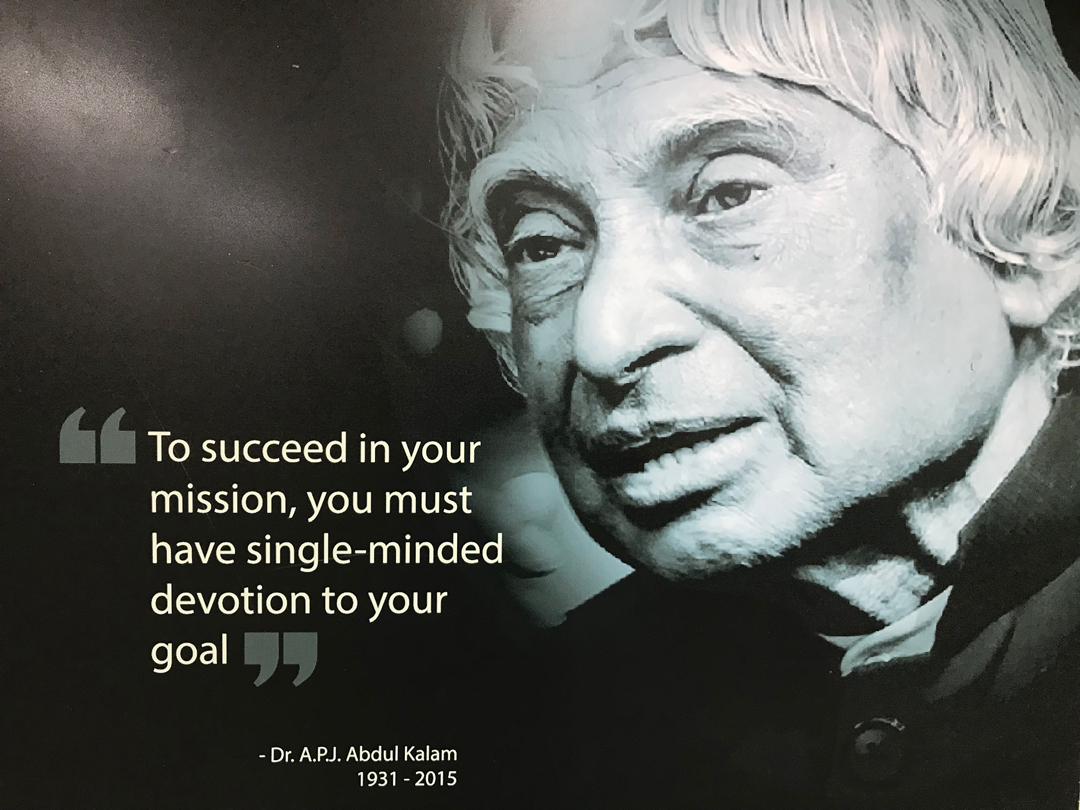 “To succeed in your
mission, you must
have single-minded
devotion to your
goal”
- Dr. A.P.J. Abdul Kalam
1931 - 2015